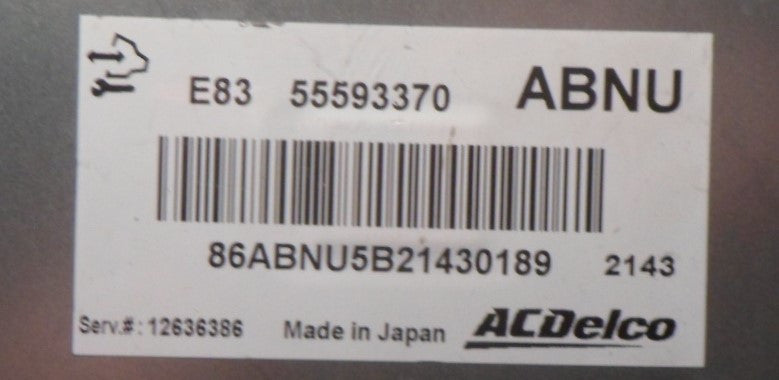 E83 55593370 ABNU
86ABNU5B21430189 2143
Serv.#: 12636386 Made in Japan ACDelco